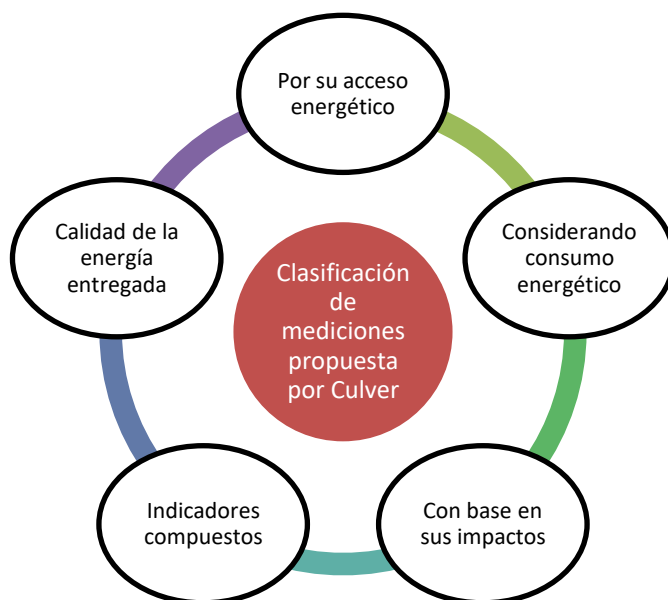 Por su acceso
energético
Considerando
consumo
energético
Con base en
sus impactos
Indicadores
compuestos
Calidad de la
energía
entregada
Clasificación
de
mediciones
propuesta
por Culver